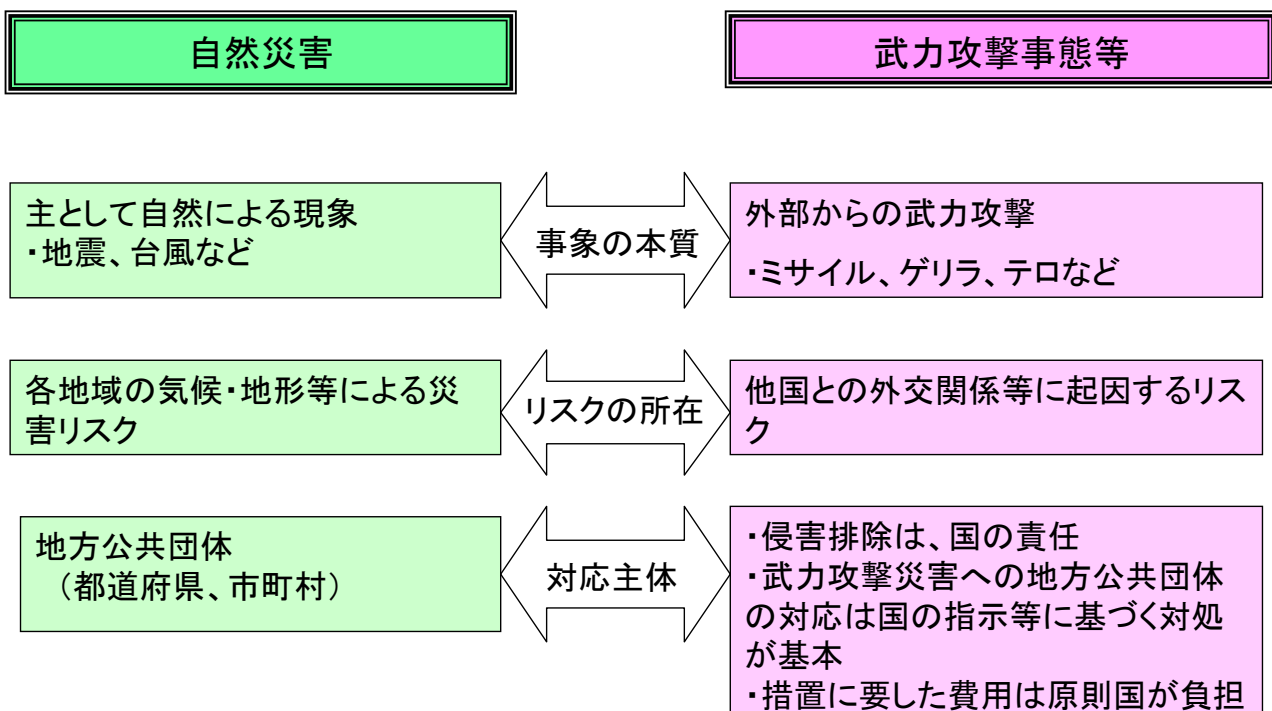 自然災害
武力攻撃事態等
主として自然による現象
・地震、台風など
事象の本質
外部からの武力攻撃
・ミサイル、ゲリラ、テロなど
各地域の気候・地形等による災
害リスク
リスクの所在
他国との外交関係等に起因するリス
ク
地方公共団体
（都道府県、市町村）
対応主体
・侵害排除は、国の責任
・武力攻撃災害への地方公共団体
の対応は国の指示等に基づく対処
が基本
・措置に要した費用は原則国が負担